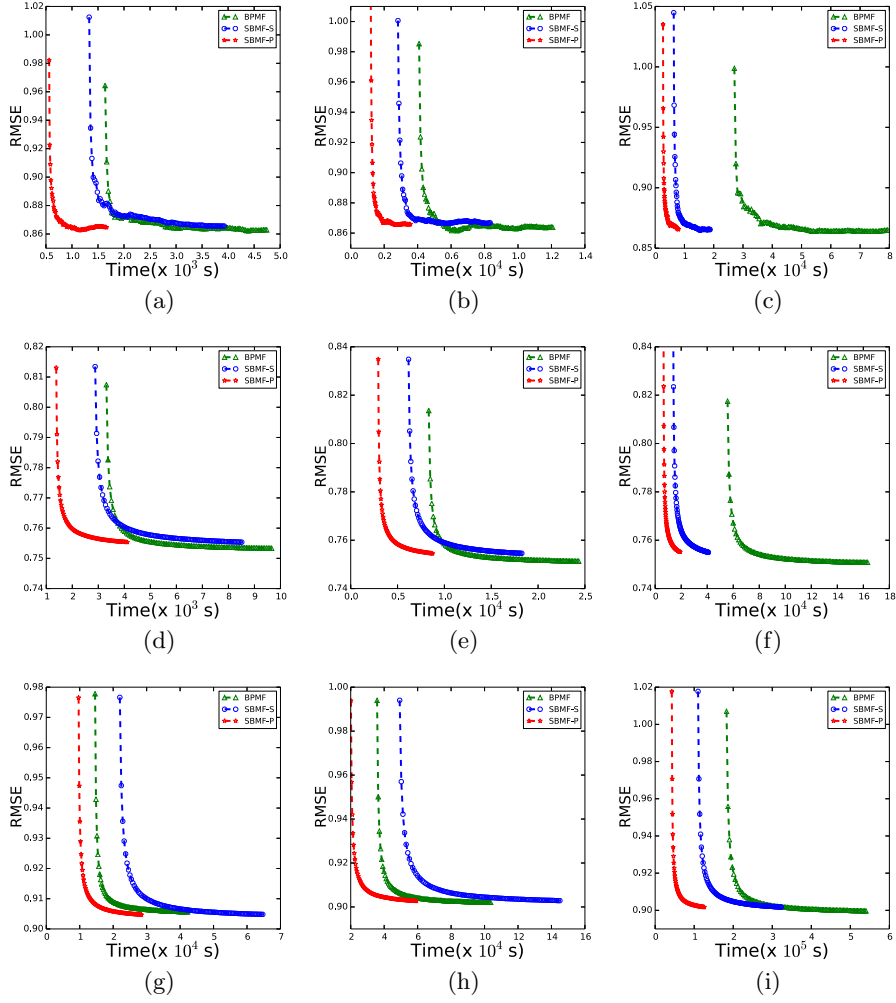 1.02
1.00
0.98
0.96
0.94
0.92
0.90
0.88
0.86
RMSE
BPMF
SBMF-S
SBMF-P
0.5 1.0 1.5 2.0 2.5 3.0 3.5 4.0 4.5 5.0
Time(x 10³ s)
(a)
1.00
0.98
0.96
0.94
0.92
0.90
0.88
0.86
RMSE
BPMF
SBMF-S
SBMF-P
0.0 0.2 0.4 0.6 0.8 1.0 1.2 1.4
Time(x 10⁴ s)
(b)
1.05
1.00
0.95
0.90
0.85
RMSE
BPMF
SBMF-S
SBMF-P
0 1 2 3 4 5 6 7 8
Time(x 10⁴ s)
(c)
0.82
0.81
0.80
0.79
0.78
0.77
0.76
0.75
0.74
RMSE
BPMF
SBMF-S
SBMF-P
1 2 3 4 5 6 7 8 9 10
Time(x 10³ s)
(d)
0.84
0.82
0.80
0.78
0.76
0.74
RMSE
BPMF
SBMF-S
SBMF-P
0.0 0.5 1.0 1.5 2.0 2.5
Time(x 10⁴ s)
(e)
0.84
0.82
0.80
0.78
0.76
0.74
RMSE
BPMF
SBMF-S
SBMF-P
0 2 4 6 8 10 12 14 16 18
Time(x 10⁴ s)
(f)
0.98
0.97
0.96
0.95
0.94
0.93
0.92
0.91
0.90
RMSE
BPMF
SBMF-S
SBMF-P
0 1 2 3 4 5 6 7
Time(x 10⁴ s)
(g)
1.00
0.98
0.96
0.94
0.92
0.90
RMSE
BPMF
SBMF-S
SBMF-P
2 4 6 8 10 12 14 16
Time(x 10⁴ s)
(h)
1.02
1.00
0.98
0.96
0.94
0.92
0.90
RMSE
BPMF
SBMF-S
SBMF-P
0 1 2 3 4 5 6
Time(x 10⁵ s)
(i)